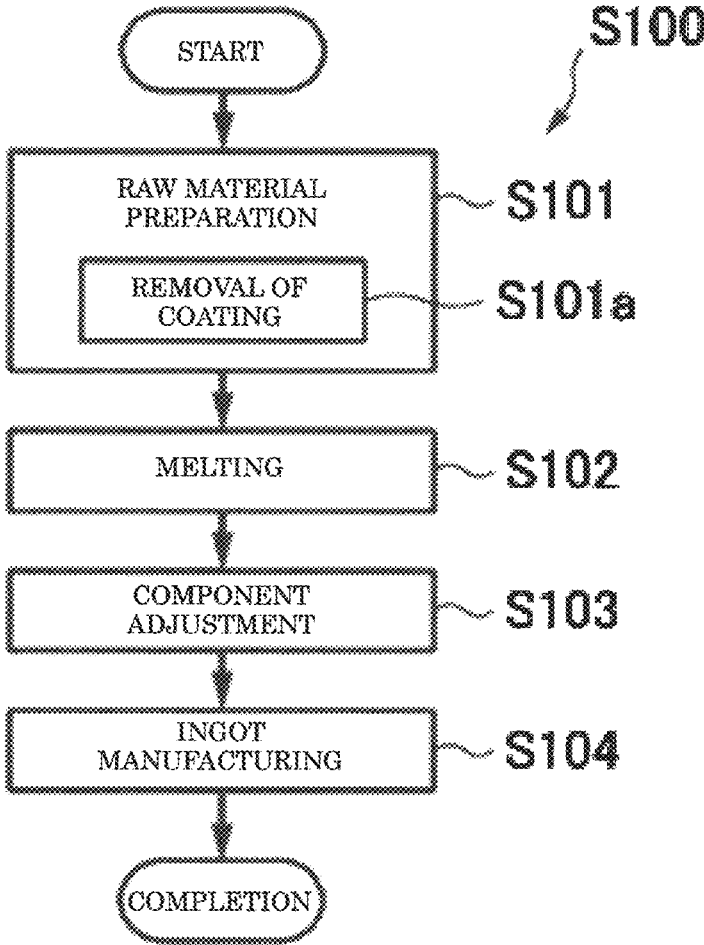 S100
START
RAW MATERIAL
PREPARATION
S101
REMOVAL OF
COATING
S101a
MELTING
S102
COMPONENT
ADJUSTMENT
S103
INGOT
MANUFACTURING
S104
COMPLETION